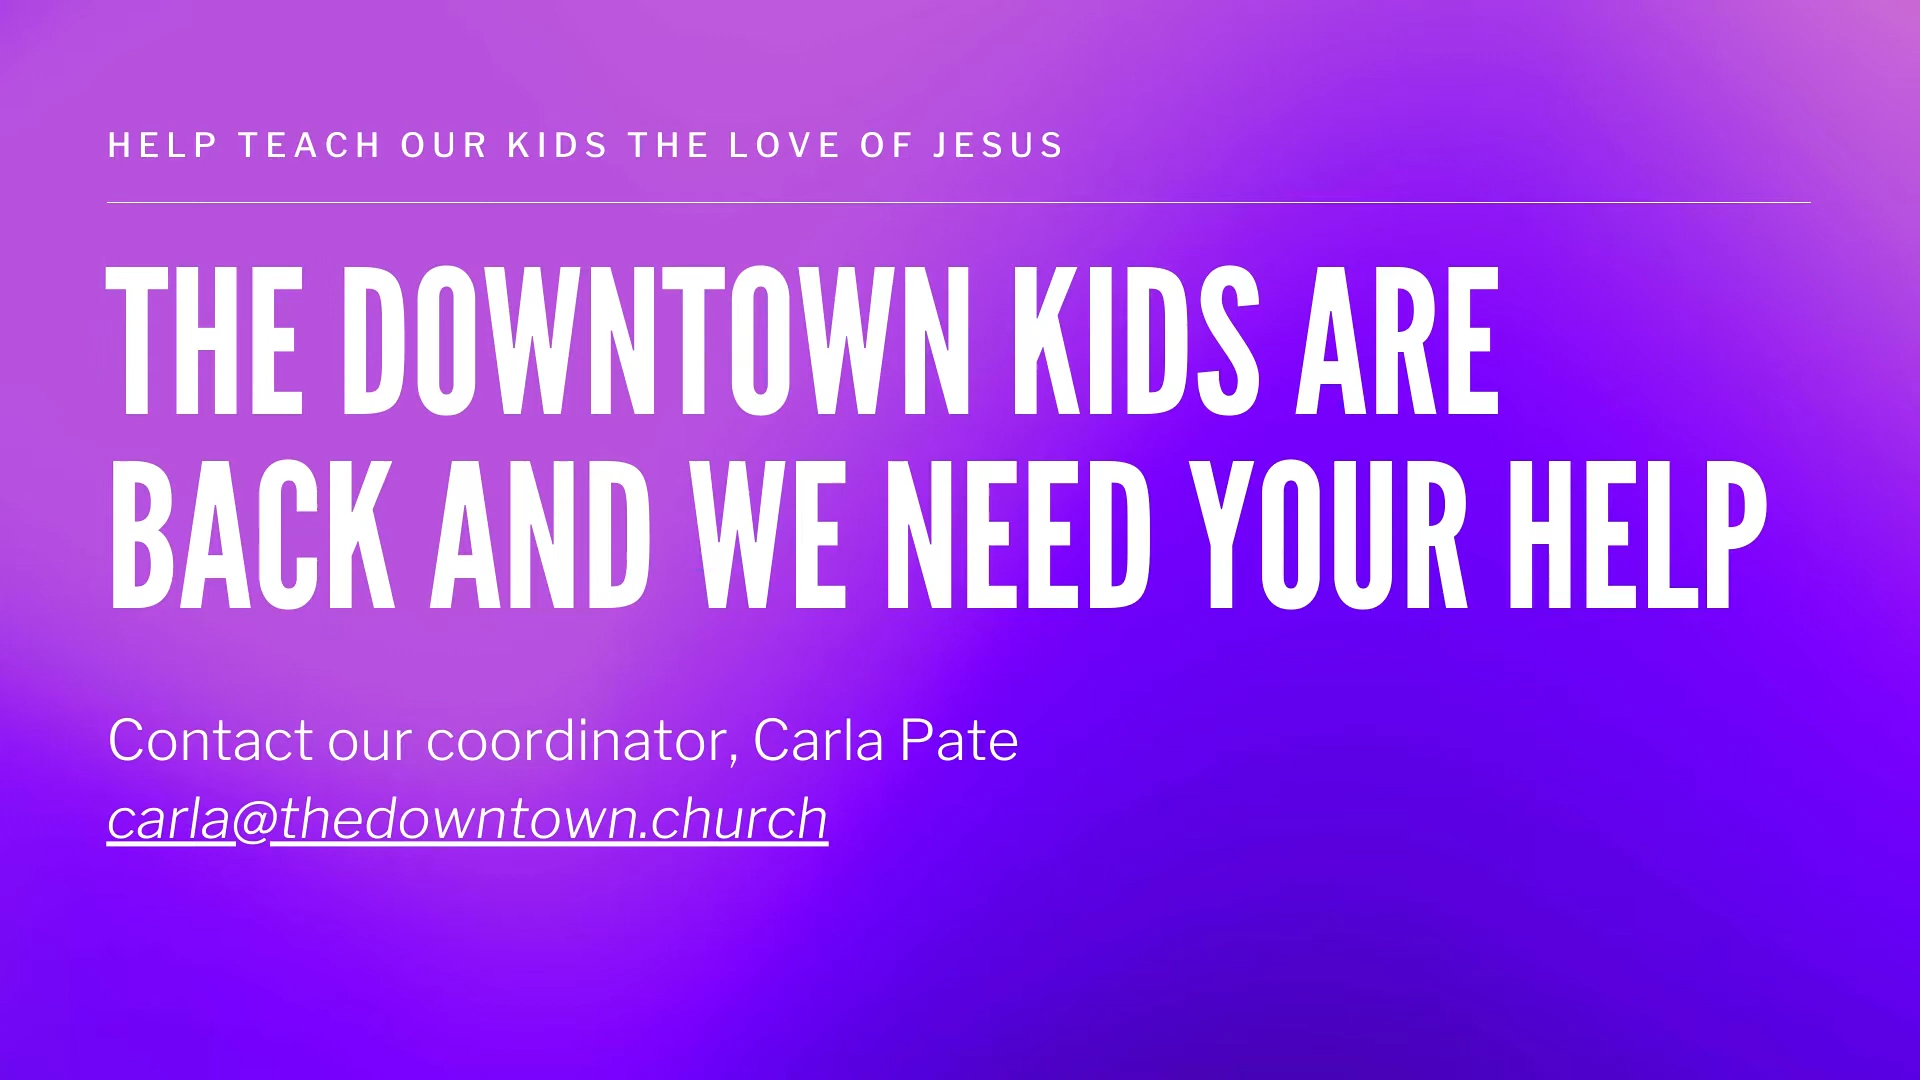 HELP TEACH OUR KIDS THE LOVE OF JESUS
THE DOWNTOWN KIDS ARE
BACK AND WE NEED YOUR HELP
Contact our coordinator, Carla Pate
carla@thedowntown.church